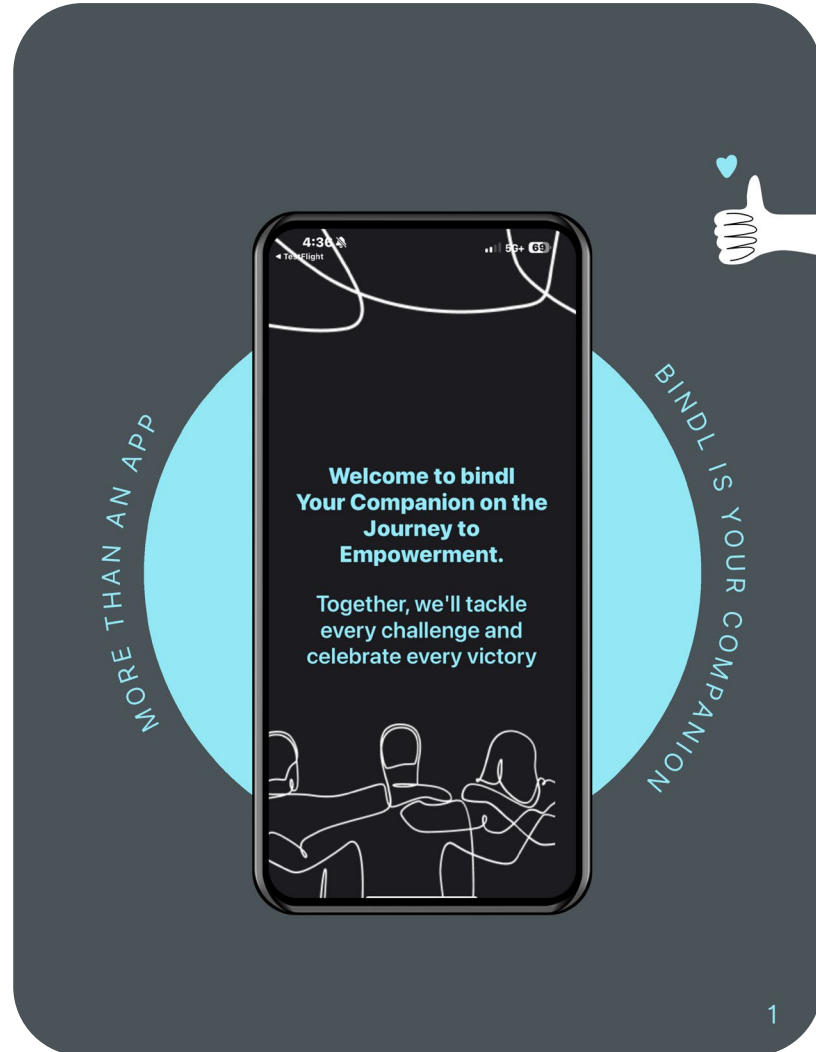 4:36
5G+ 69
◀ TestFlight
MORE THAN AN APP
BINDL IS YOUR COMPANION
Welcome to bindl
Your Companion on the
Journey to
Empowerment.
Together, we'll tackle
every challenge and
celebrate every victory
1